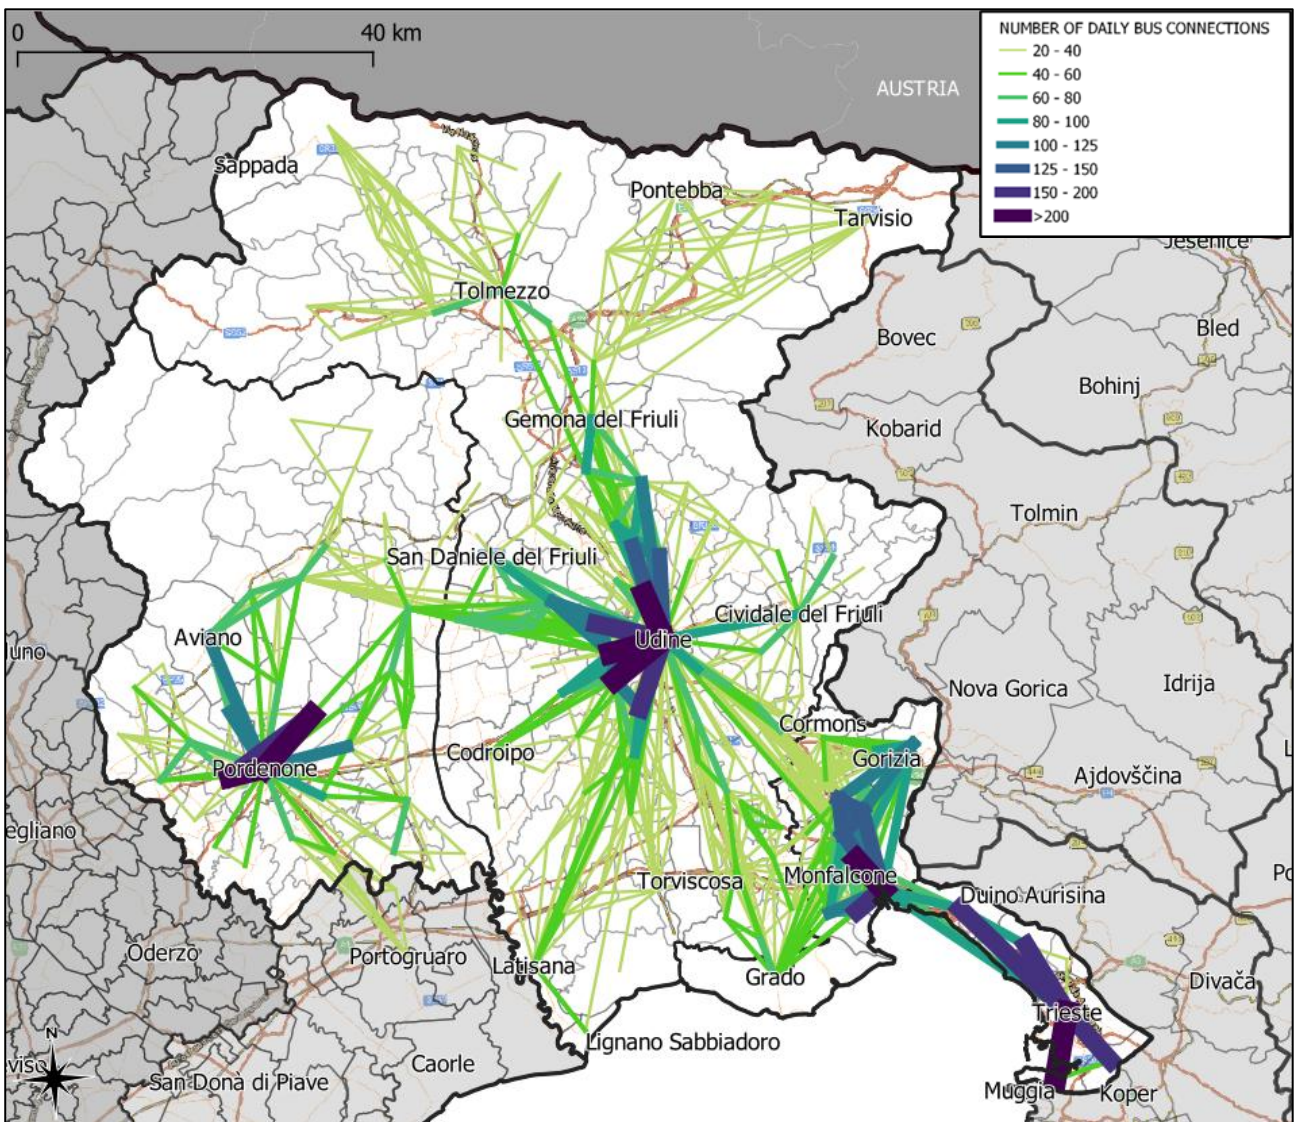 0 40 km
NUMBER OF DAILY BUS CONNECTIONS
20 - 40
40 - 60
60 - 80
80 - 100
100 - 125
125 - 150
150 - 200
>200
AUSTRIA
Sappada
Pontebba
Tarvisio
Jesenice
Tolmezzo
Bovec
Bled
Bohinj
Gemona del Friuli
Kobarid
Tolmin
San Daniele del Friuli
Cividale del Friuli
Aviano
Udine
Nova Gorica
Idrija
Cormons
Codroipo
Gorizia
Pordenone
Ajdovščina
Monfalcone
Torviscosa
Duino Aurisina
Oderzo
Portogruaro
Latisana
Grado
Divača
Trieste
N
Lignano Sabbiadoro
Caorle
San Donà di Piave
Muggia
Koper